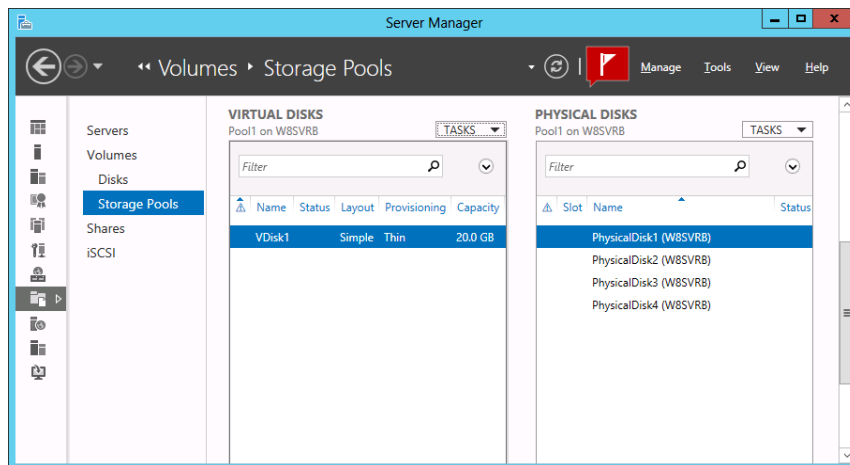 Server Manager
Volumes ‣ Storage Pools
Manage Tools View Help
Servers
Volumes
Disks
Storage Pools
Shares
iSCSI
VIRTUAL DISKS
Pool1 on W8SVRB
TASKS
Filter
Name Status Layout Provisioning Capacity
VDisk1 Simple Thin 20.0 GB
PHYSICAL DISKS
Pool1 on W8SVRB
TASKS
Filter
Slot Name Status
PhysicalDisk1 (W8SVRB)
PhysicalDisk2 (W8SVRB)
PhysicalDisk3 (W8SVRB)
PhysicalDisk4 (W8SVRB)